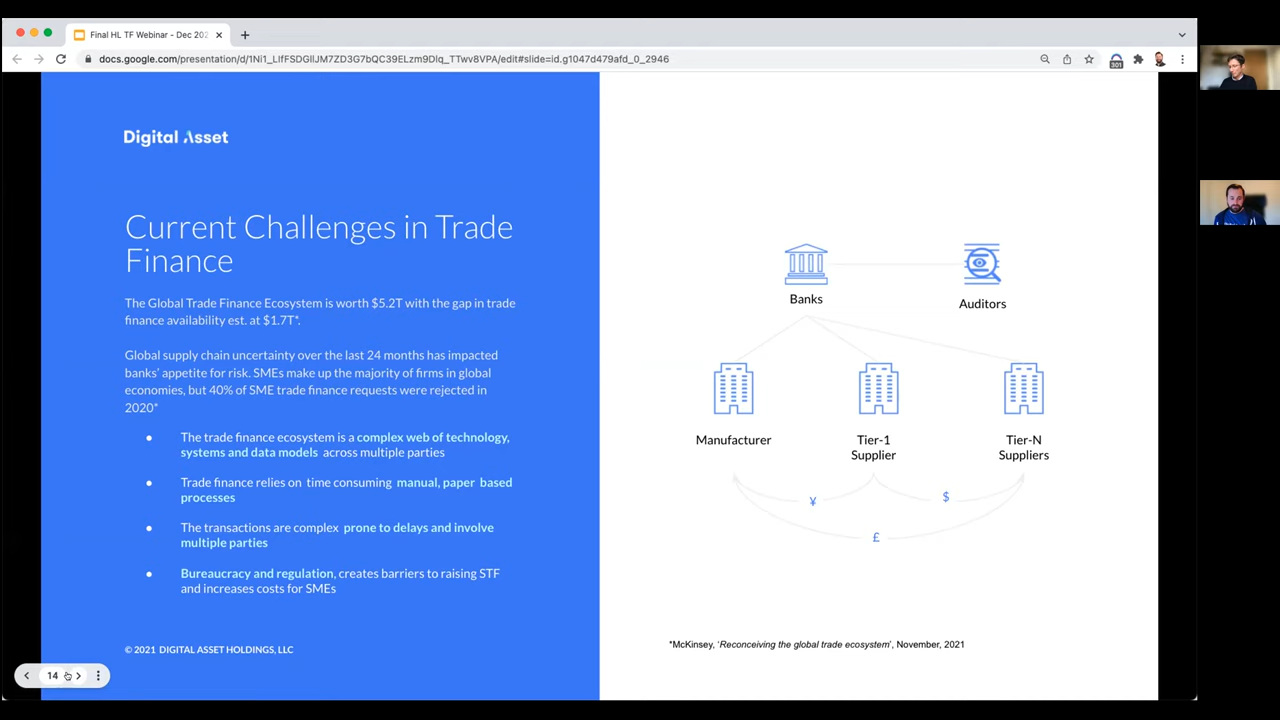 Final HL TF Webinar - Dec 202
docs.google.com/presentation/d/1Ni1_LlfFSDGllJM7ZD3G7bQC39ELzm9Dlq_TTwv8VPA/edit#slide=id.g1047d479afd_0_2946
301
Digital Asset
Current Challenges in Trade
Finance
The Global Trade Finance Ecosystem is worth $5.2T with the gap in trade
finance availability est. at $1.7T*.
Global supply chain uncertainty over the last 24 months has impacted
banks' appetite for risk. SMEs make up the majority of firms in global
economies, but 40% of SME trade finance requests were rejected in
2020*
● The trade finance ecosystem is a complex web of technology,
systems and data models across multiple parties
● Trade finance relies on time consuming manual, paper based
processes
● The transactions are complex prone to delays and involve
multiple parties
● Bureaucracy and regulation, creates barriers to raising STF
and increases costs for SMEs
© 2021 DIGITAL ASSET HOLDINGS, LLC
14
Banks
Auditors
Manufacturer
Tier-1
Supplier
Tier-N
Suppliers
¥
$
£
*McKinsey, 'Reconceiving the global trade ecosystem', November, 2021